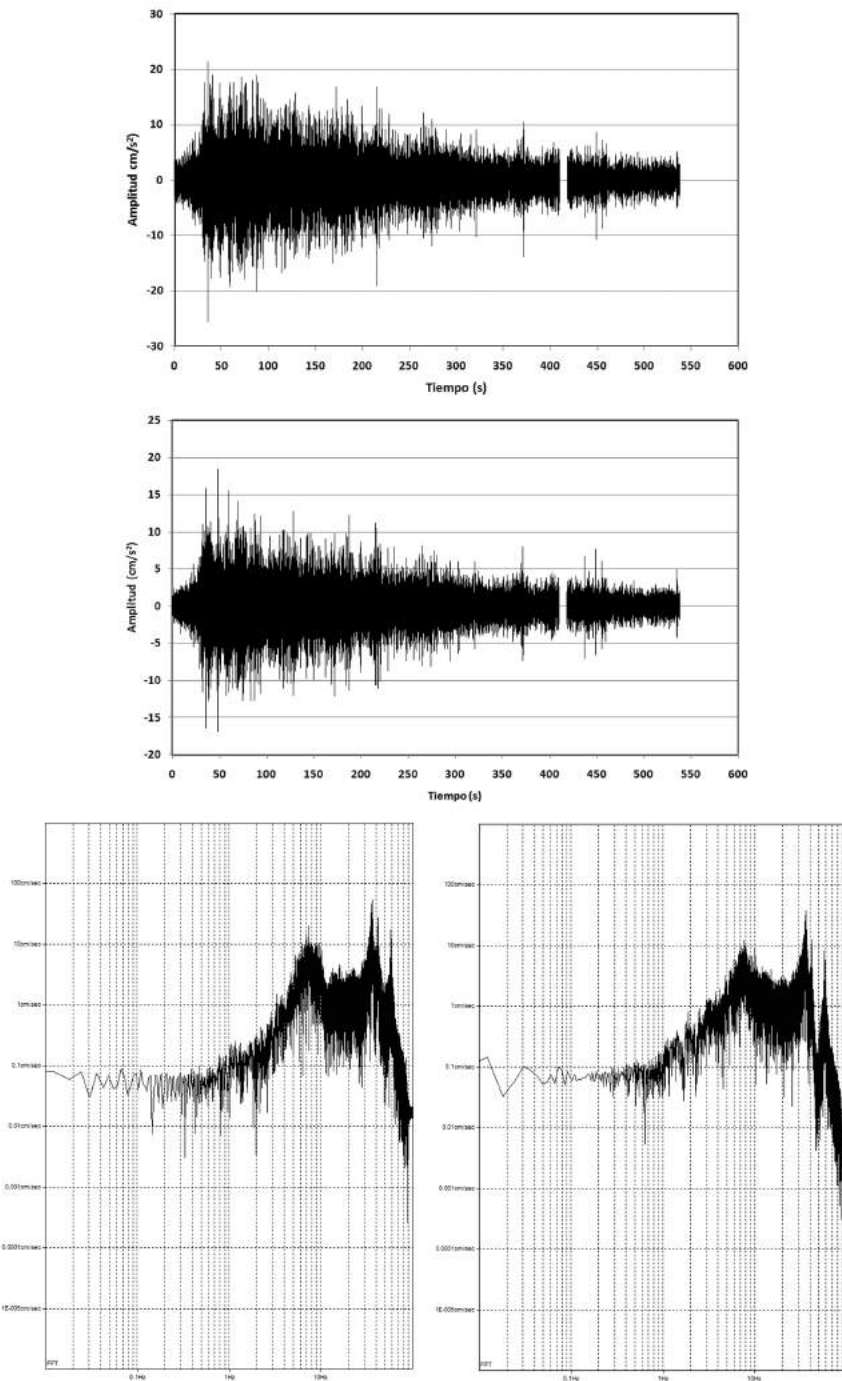 30
20
10
0
-10
-20
-30
Amplitud cm/s²
0 50 100 150 200 250 300 350 400 450 500 550 600
Tiempo (s)
25
20
15
10
5
0
-5
-10
-15
-20
Amplitud (cm/s²)
0 50 100 150 200 250 300 350 400 450 500 550 600
Tiempo (s)
100cm/sec
10cm/sec
1cm/sec
0.1cm/sec
0.01cm/sec
0.001cm/sec
0.0001cm/sec
1E-005cm/sec
FFT
0.1Hz 1Hz 10Hz
100cm/sec
10cm/sec
1cm/sec
0.1cm/sec
0.01cm/sec
0.001cm/sec
0.0001cm/sec
1E-005cm/sec
FFT
0.1Hz 1Hz 10Hz